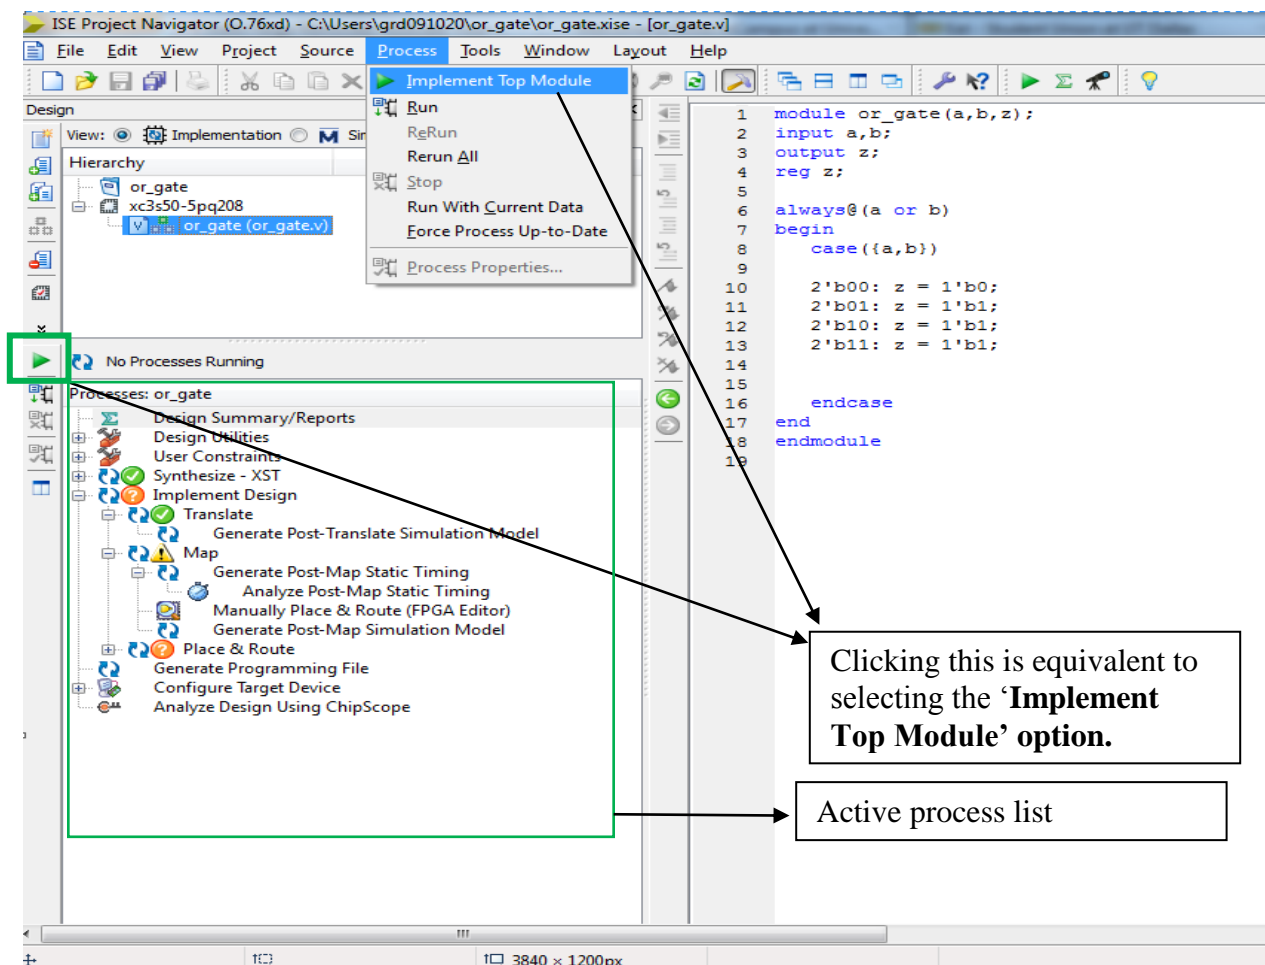 ISE Project Navigator (O.76xd) - C:\Users\grd091020\or_gate\or_gate.xise - [or_gate.v]
File Edit View Project Source Process Tools Window Layout Help
Implement Top Module
Run
ReRun
Rerun All
Stop
Run With Current Data
Force Process Up-to-Date
Process Properties...
Design
View: Implementation Sir
Hierarchy
or_gate
xc3s50-5pq208
or_gate (or_gate.v)
No Processes Running
Processes: or_gate
Design Summary/Reports
Design Utilities
User Constraints
Synthesize - XST
Implement Design
Translate
Generate Post-Translate Simulation Model
Map
Generate Post-Map Static Timing
Analyze Post-Map Static Timing
Manually Place & Route (FPGA Editor)
Generate Post-Map Simulation Model
Place & Route
Generate Programming File
Configure Target Device
Analyze Design Using ChipScope
1 module or_gate(a,b,z);
2 input a,b;
3 output z;
4 reg z;
5
6 always@(a or b)
7 begin
8 case({a,b})
9
10 2'b00: z = 1'b0;
11 2'b01: z = 1'b1;
12 2'b10: z = 1'b1;
13 2'b11: z = 1'b1;
14
15
16 endcase
17 end
18 endmodule
19
Clicking this is equivalent to
selecting the ‘Implement
Top Module’ option.
Active process list
3840 × 1200px